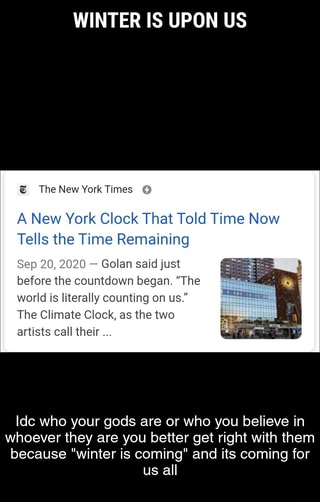 WINTER IS UPON US
The New York Times
A New York Clock That Told Time Now
Tells the Time Remaining
Sep 20, 2020 — Golan said just
before the countdown began. “The
world is literally counting on us.”
The Climate Clock, as the two
artists call their ...
Idc who your gods are or who you believe in
whoever they are you better get right with them
because "winter is coming" and its coming for
us all